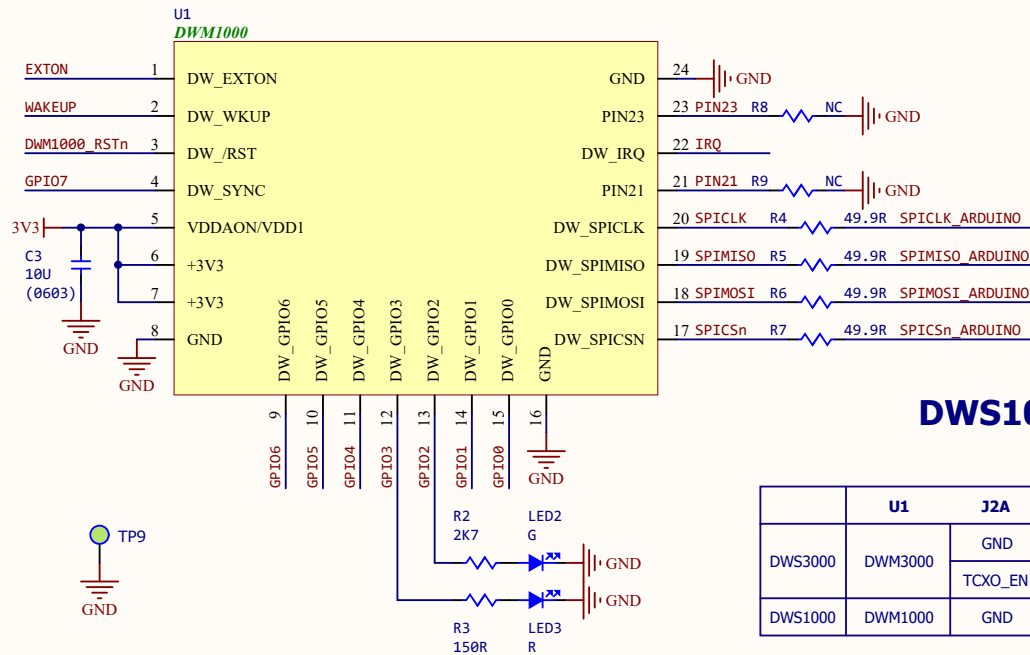 U1
DWM1000
EXTON 1 DW_EXTON GND 24 GND
WAKEUP 2 DW_WKUP PIN23 23 PIN23 R8 NC GND
DWM1000_RSTn 3 DW_/RST DW_IRQ 22 IRQ
GPIO7 4 DW_SYNC PIN21 21 PIN21 R9 NC GND
3V3 5 VDDAON/VDD1 DW_SPICLK 20 SPICLK R4 49.9R SPICLK_ARDUINO
C3
10U
(0603)
GND
6 +3V3 DW_SPIMISO 19 SPIMISO R5 49.9R SPIMISO_ARDUINO
7 +3V3 DW_SPIMOSI 18 SPIMOSI R6 49.9R SPIMOSI_ARDUINO
8 GND DW_SPICSN 17 SPICSn R7 49.9R SPICSn_ARDUINO
GND
DW_GPIO6 9 GPIO6
DW_GPIO5 10 GPIO5
DW_GPIO4 11 GPIO4
DW_GPIO3 12 GPIO3
DW_GPIO2 13 GPIO2
DW_GPIO1 14 GPIO1
DW_GPIO0 15 GPIO0
GND 16
GND
DWS10
TP9
GND
R2 LED2
2K7 G
GND
GND
R3 LED3
150R R
U1 J2A
DWS3000 DWM3000 GND
TCXO_EN
DWS1000 DWM1000 GND